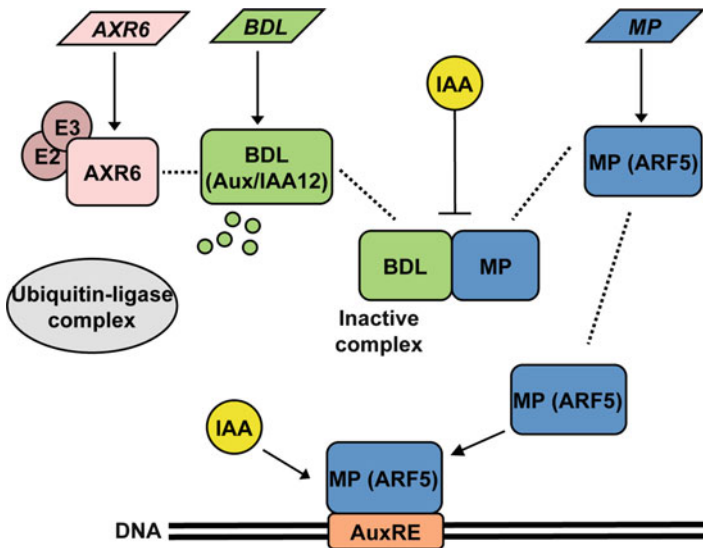 AXR6
BDL
MP
IAA
E3
E2
AXR6
BDL
(Aux/IAA12)
MP (ARF5)
BDL
MP
Ubiquitin-ligase
complex
Inactive
complex
MP (ARF5)
IAA
MP (ARF5)
DNA
AuxRE